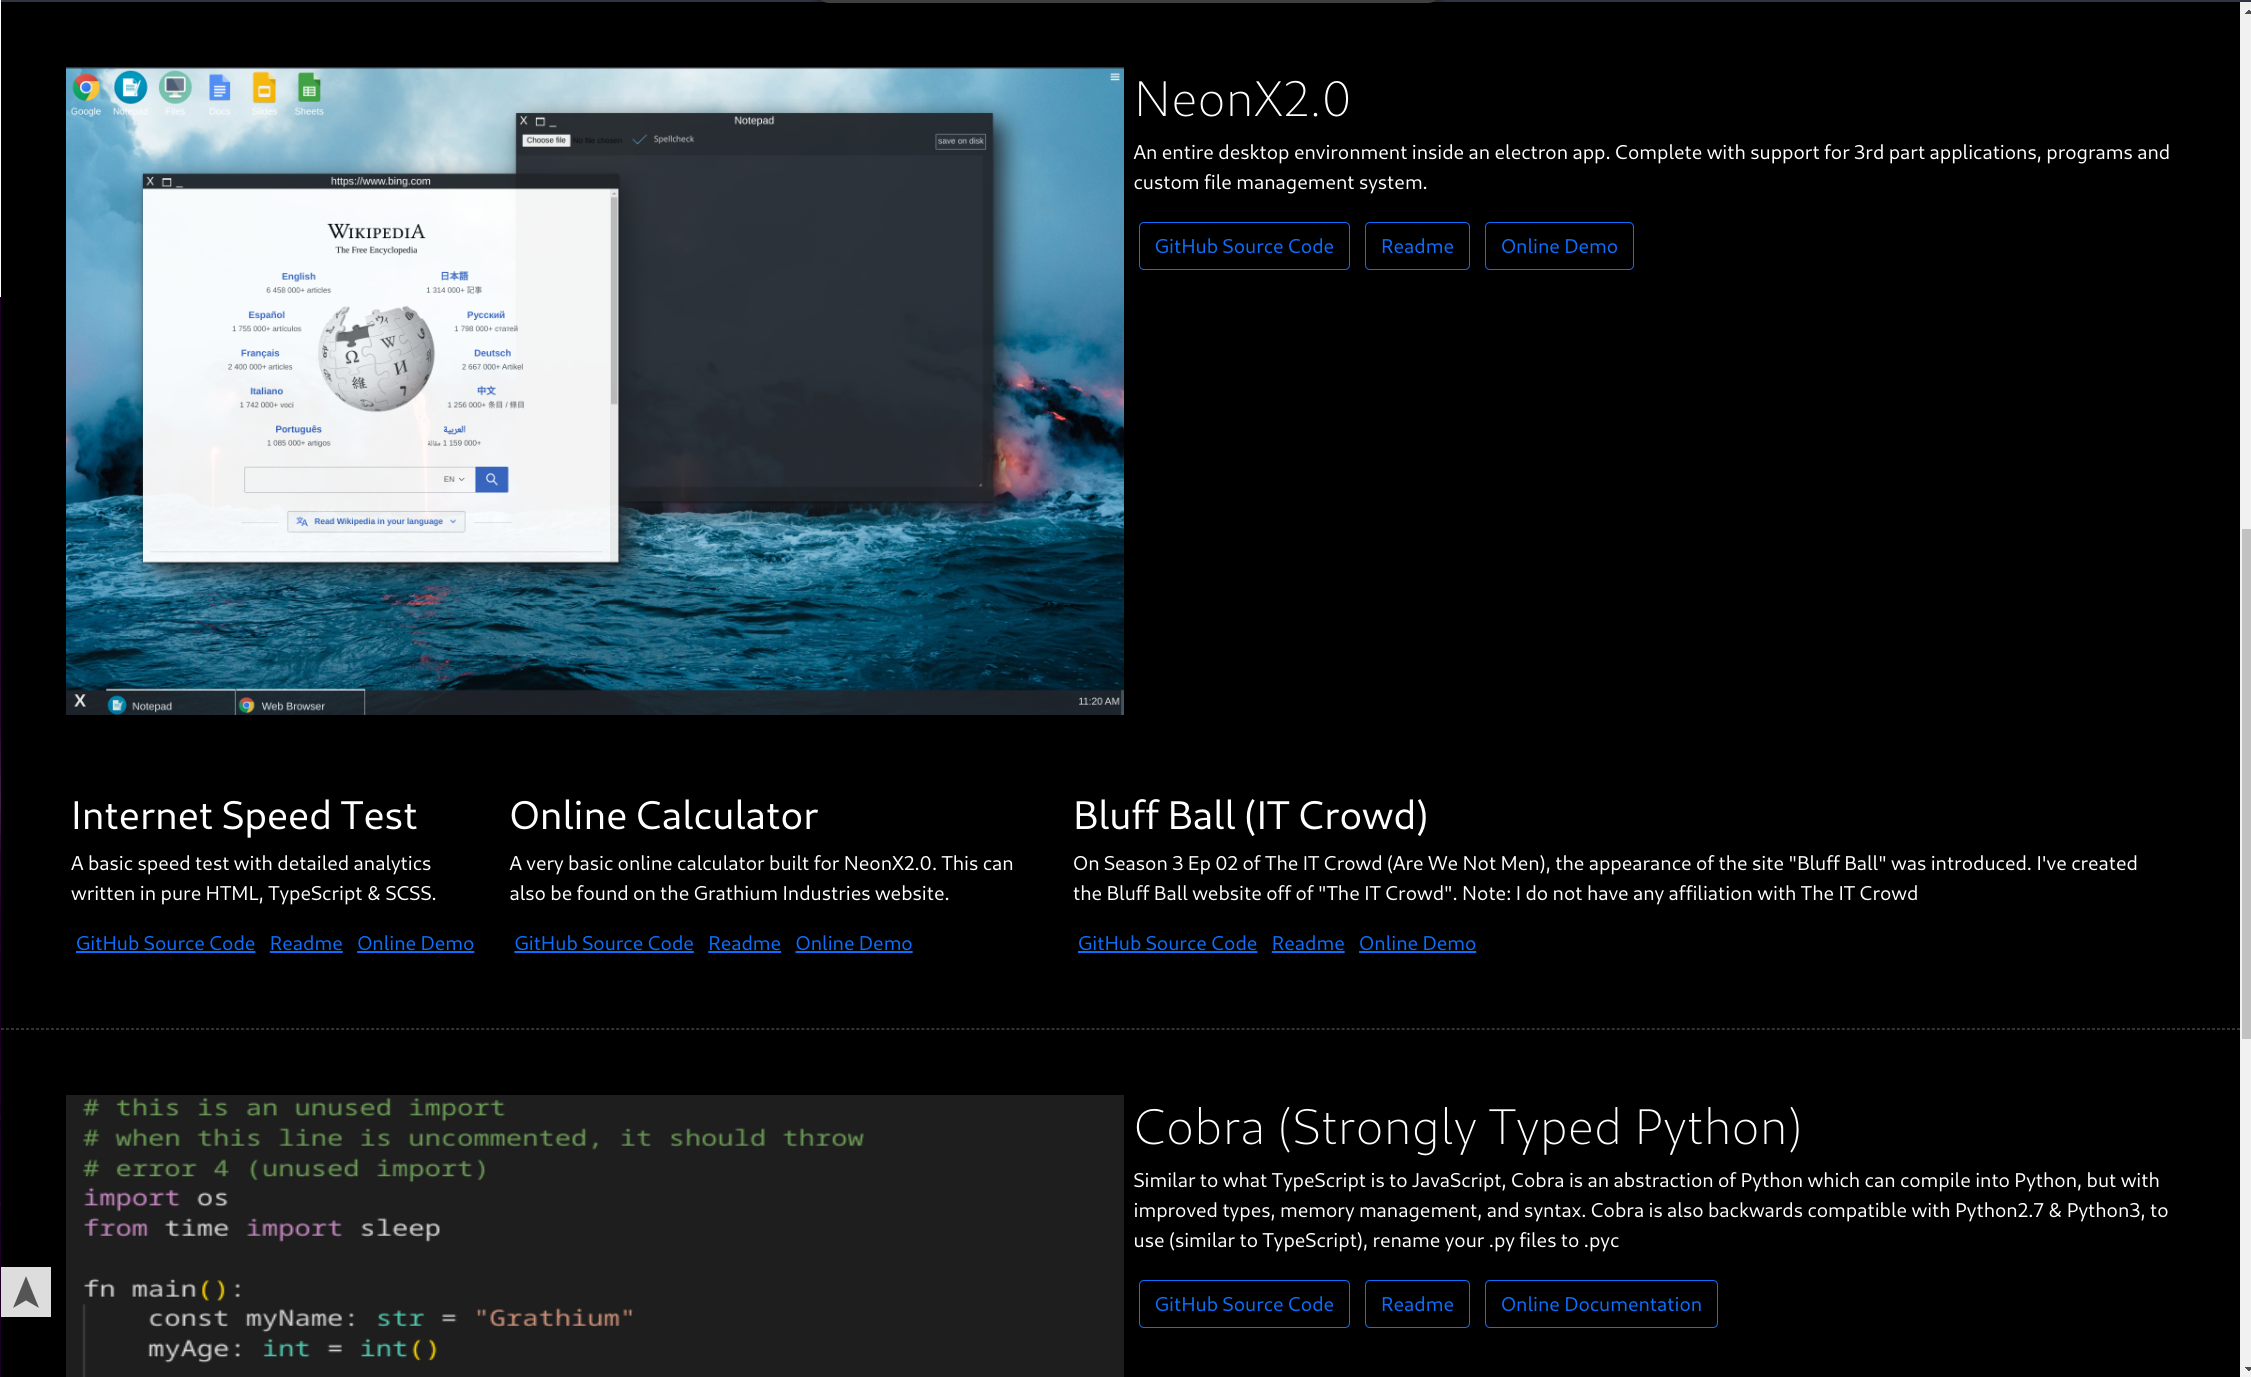 Google
Notepad
Files
Docs
Slides
Sheets
X
Notepad
Choose file No file chosen
Spellcheck
save on disk
X
https://www.bing.com
WIKIPEDIA
The Free Encyclopedia
English
6 458 000+ articles
日本語
1 314 000+ 記事
Español
1 755 000+ artículos
Русский
1 798 000+ статей
Français
2 400 000+ articles
Deutsch
2 667 000+ Artikel
Italiano
1 742 000+ voci
中文
1 256 000+ 条目 / 條目
Português
1 085 000+ artigos
العربية
1 159 000+ مقالة
EN
Read Wikipedia in your language
X
Notepad
Web Browser
11:20 AM
NeonX2.0
An entire desktop environment inside an electron app. Complete with support for 3rd part applications, programs and
custom file management system.
GitHub Source Code
Readme
Online Demo
Internet Speed Test
A basic speed test with detailed analytics
written in pure HTML, TypeScript & SCSS.
GitHub Source Code Readme Online Demo
Online Calculator
A very basic online calculator built for NeonX2.0. This can
also be found on the Grathium Industries website.
GitHub Source Code Readme Online Demo
Bluff Ball (IT Crowd)
On Season 3 Ep 02 of The IT Crowd (Are We Not Men), the appearance of the site "Bluff Ball" was introduced. I've created
the Bluff Ball website off of "The IT Crowd". Note: I do not have any affiliation with The IT Crowd
GitHub Source Code Readme Online Demo
# this is an unused import
# when this line is uncommented, it should throw
# error 4 (unused import)
import os
from time import sleep
fn main():
const myName: str = "Grathium"
myAge: int = int()
Cobra (Strongly Typed Python)
Similar to what TypeScript is to JavaScript, Cobra is an abstraction of Python which can compile into Python, but with
improved types, memory management, and syntax. Cobra is also backwards compatible with Python2.7 & Python3, to
use (similar to TypeScript), rename your .py files to .pyc
GitHub Source Code
Readme
Online Documentation